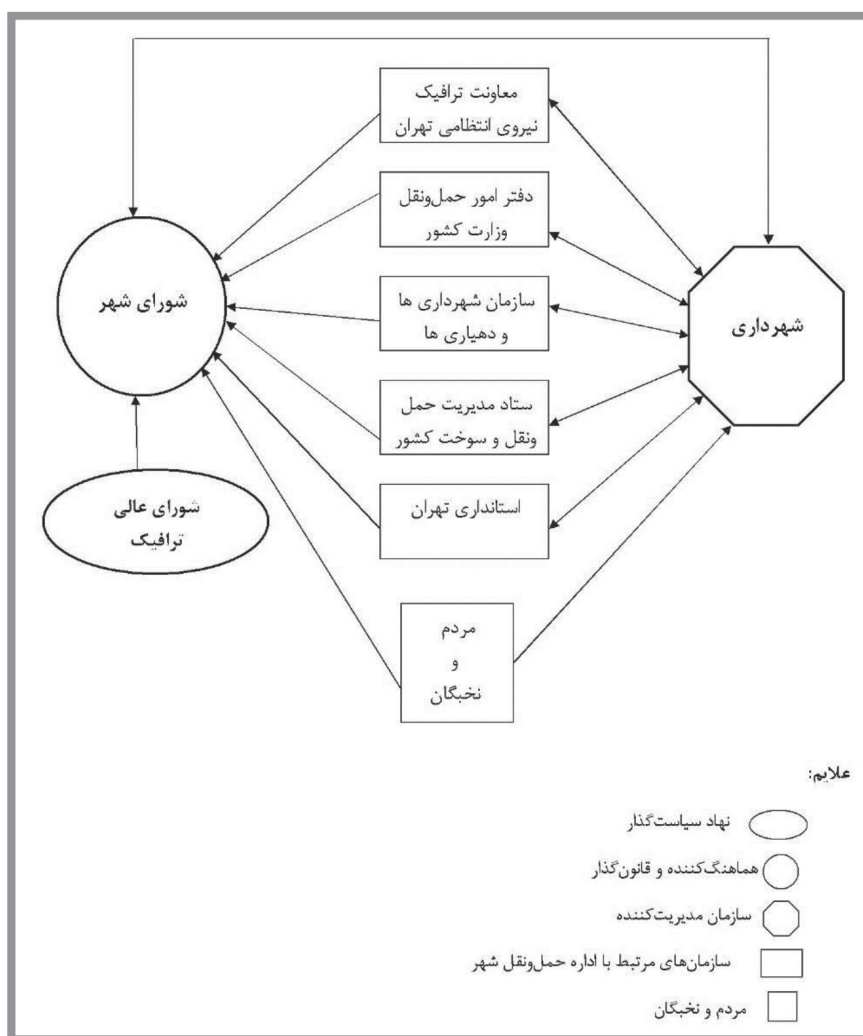 معاونت ترافیک
نیروی انتظامی تهران
دفتر امور حمل‌ونقل
وزارت کشور
شهرداری
سازمان شهرداری ها
و دهیاری ها
شورای شهر
ستاد مدیریت حمل
ونقل و سوخت کشور
استانداری تهران
شورای عالی
ترافیک
مردم
و
نخبگان
علایم:
نهاد سیاست‌گذار
هماهنگ‌کننده و قانون‌گذار
سازمان مدیریت‌کننده
سازمان‌های مرتبط با اداره حمل‌ونقل شهر
مردم و نخبگان